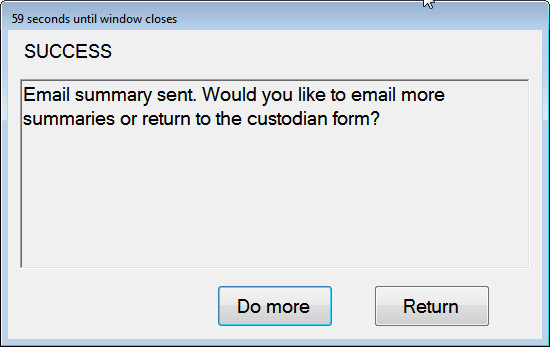 59 seconds until window closes
SUCCESS
Email summary sent. Would you like to email more
summaries or return to the custodian form?
Do more
Return